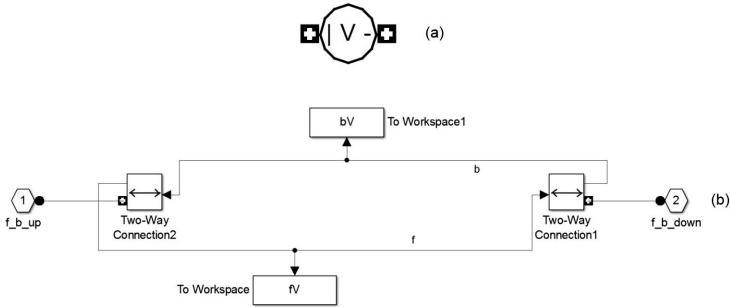 | V -
(a)
bV
To Workspace1
b
1
f_b_up
Two-Way
Connection2
Two-Way
Connection1
2
f_b_down
(b)
f
To Workspace
fV